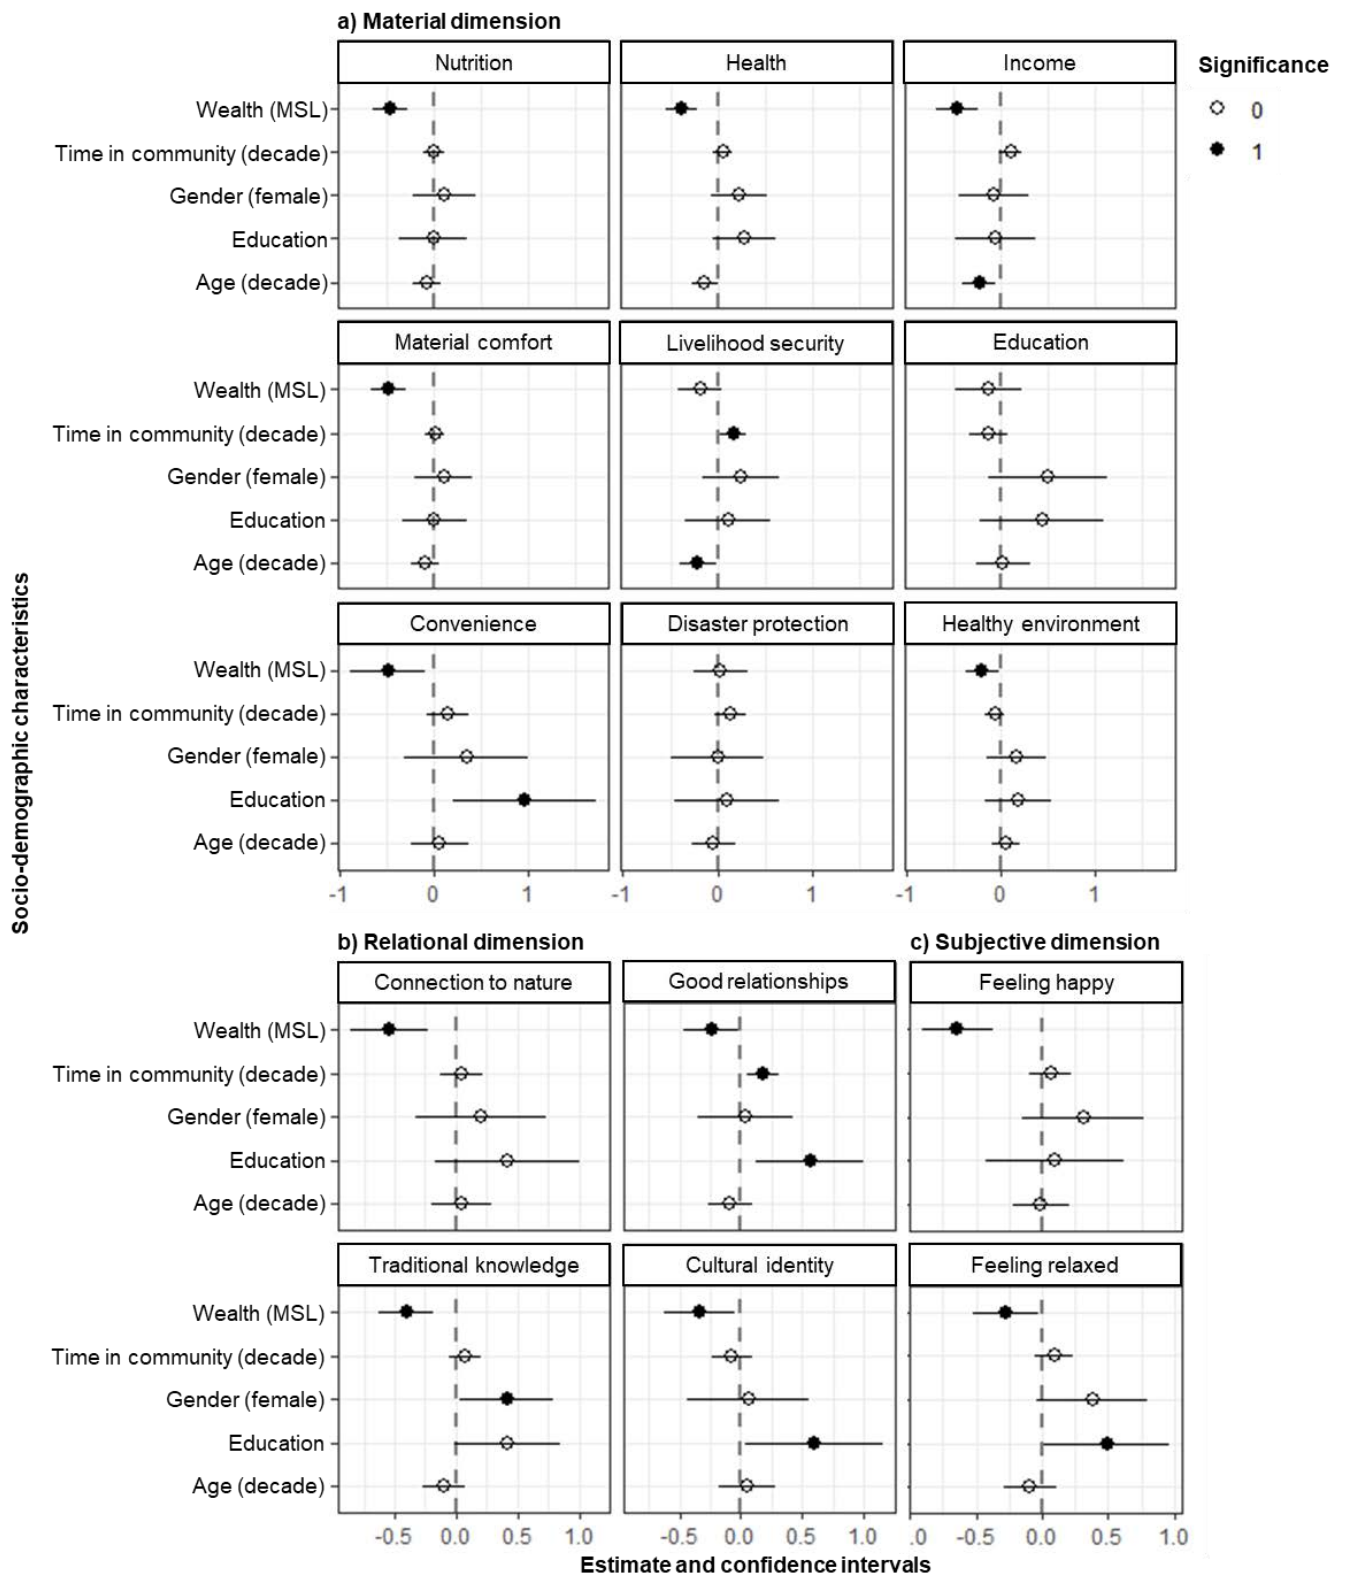 a) Material dimension
Nutrition Health Income
Significance
0
1
Wealth (MSL)
Time in community (decade)
Gender (female)
Education
Age (decade)
Material comfort Livelihood security Education
Wealth (MSL)
Time in community (decade)
Gender (female)
Education
Age (decade)
Convenience Disaster protection Healthy environment
Wealth (MSL)
Time in community (decade)
Gender (female)
Education
Age (decade)
-1 0 1 -1 0 1 -1 0 1
Socio-demographic characteristics
b) Relational dimension c) Subjective dimension
Connection to nature Good relationships Feeling happy
Wealth (MSL)
Time in community (decade)
Gender (female)
Education
Age (decade)
Traditional knowledge Cultural identity Feeling relaxed
Wealth (MSL)
Time in community (decade)
Gender (female)
Education
Age (decade)
-0.5 0.0 0.5 1.0 -0.5 0.0 0.5 1.0 .0 -0.5 0.0 0.5 1.0
Estimate and confidence intervals